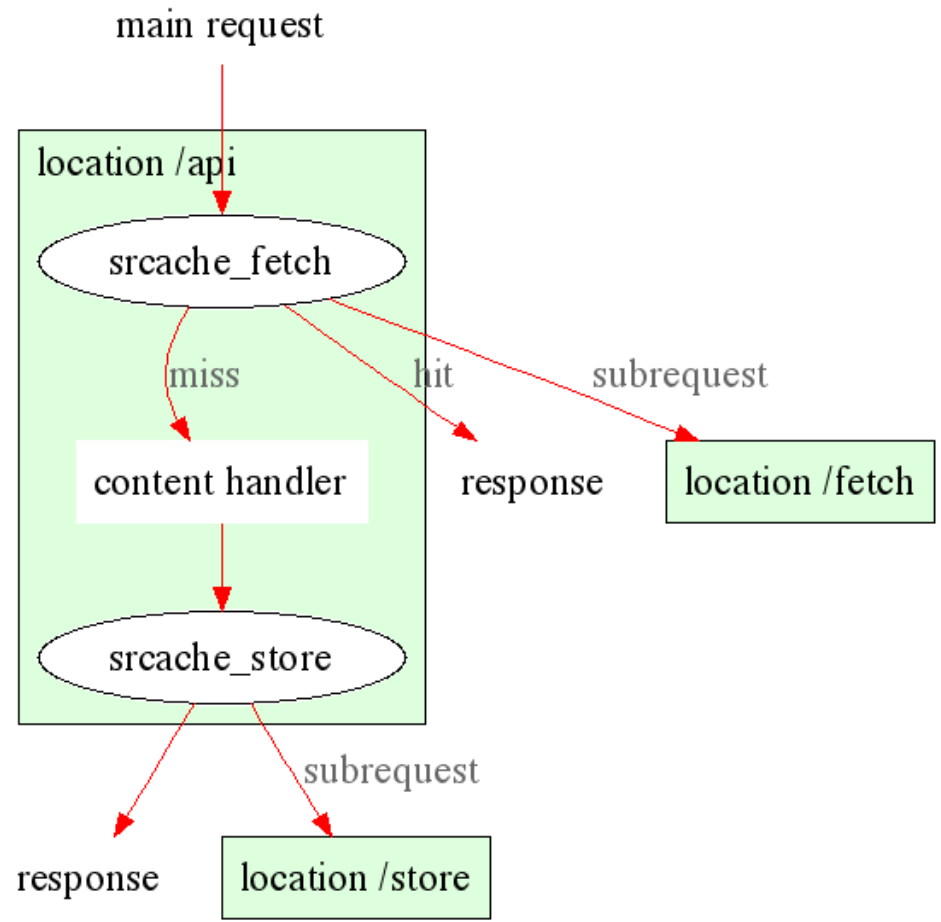 main request
location /api
srcache_fetch
miss
hit
subrequest
content handler
response
location /fetch
srcache_store
subrequest
response
location /store